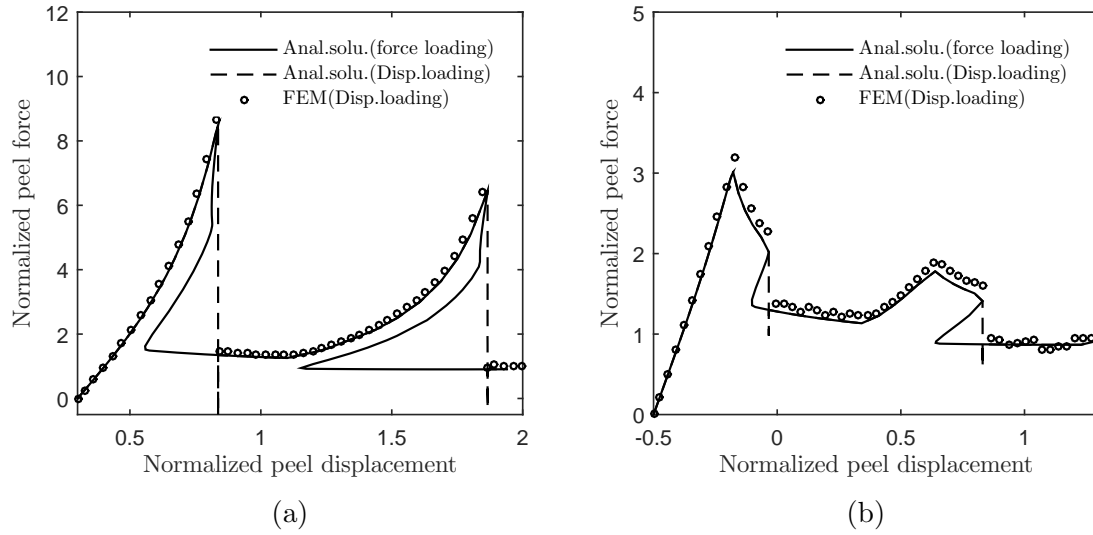 12
10
8
6
4
2
0
Normalized peel force
Anal.solu.(force loading)
Anal.solu.(Disp.loading)
FEM(Disp.loading)
0.5
1
1.5
2
Normalized peel displacement
(a)
5
4
3
2
1
0
Normalized peel force
Anal.solu.(force loading)
Anal.solu.(Disp.loading)
FEM(Disp.loading)
-0.5
0
0.5
1
Normalized peel displacement
(b)